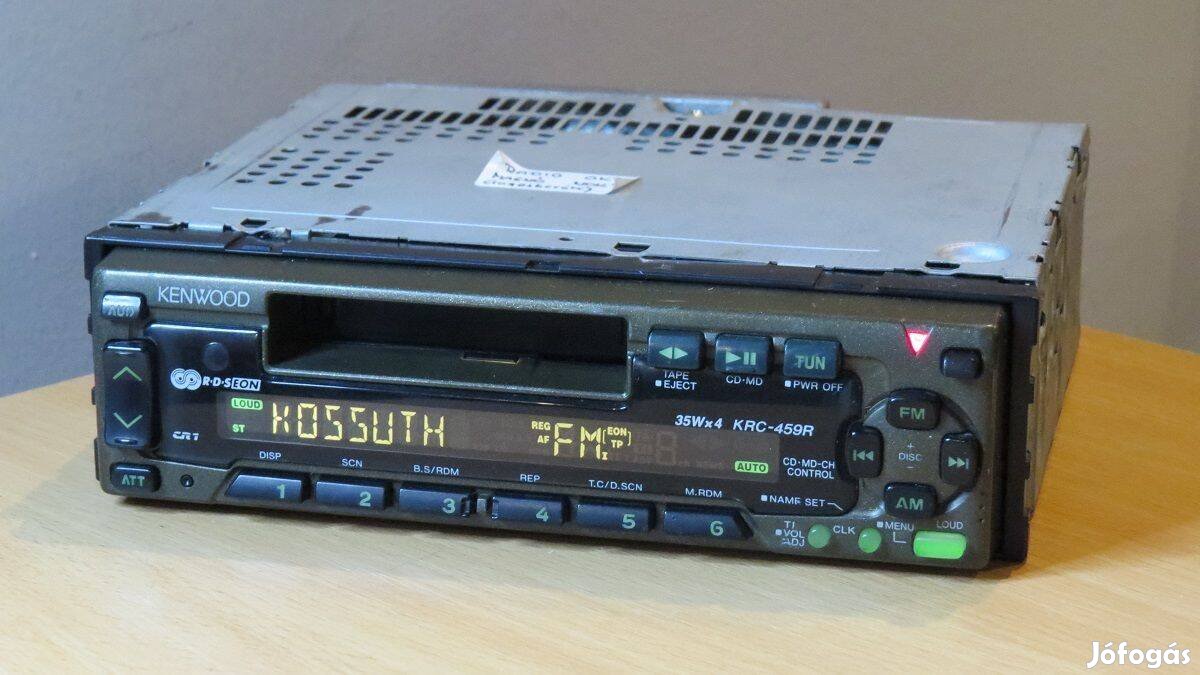 KENWOOD
AUD
TAPE
■EJECT
CD·MD
TUN
■PWR OFF
R·D·S EON
35Wx4 KRC-459R
LOUD
ST
KOSSUTH
REG
AF
FM1
EON
TP
AUTO
CD·MD·CH
CONTROL
FM
+
DISC
−
AM
ATT
DISP
SCN
B.S/RDM
REP
T.C/D.SCN
M.RDM
■NAME SET
1
2
3
4
5
6
TI
■VOL
ADJ
CLK
■MENU
LOUD
Jófogás